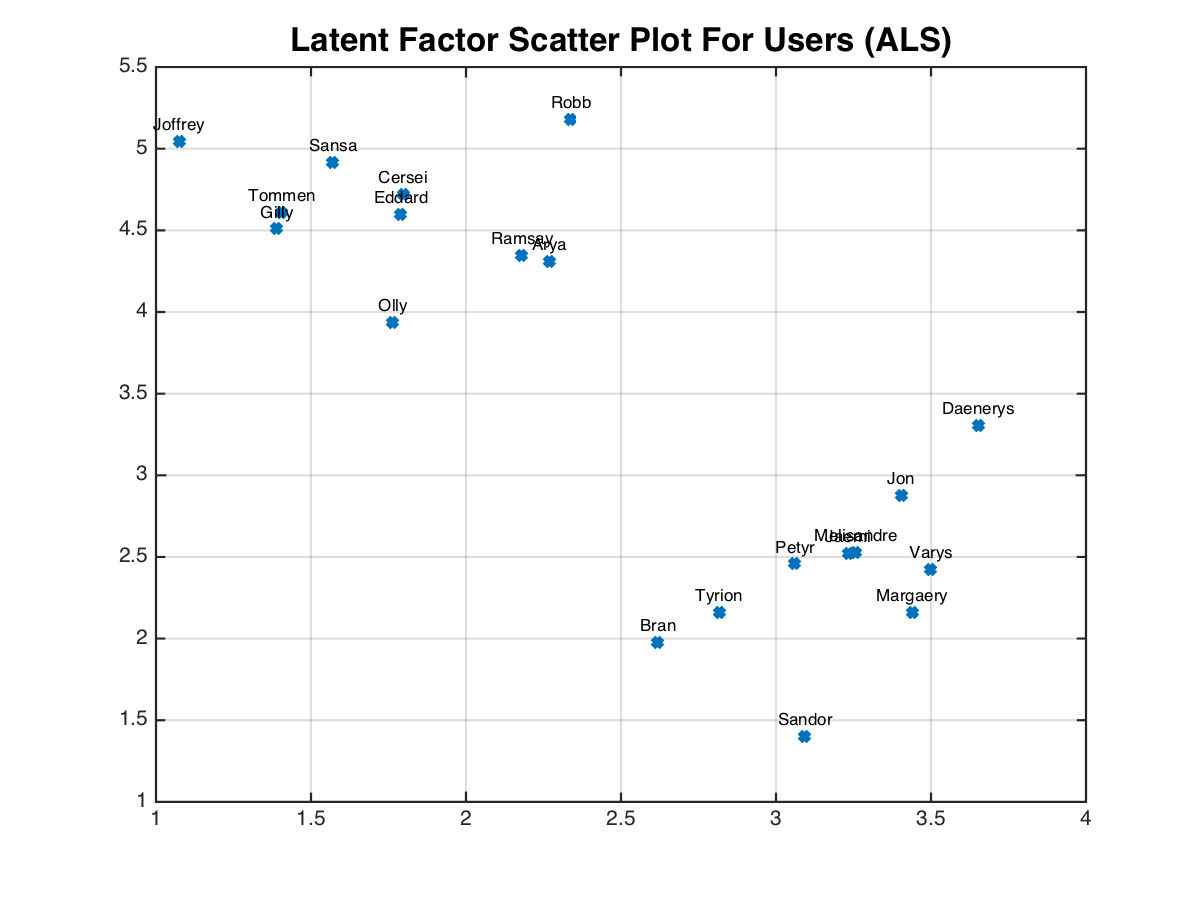 Latent Factor Scatter Plot For Users (ALS)
5.5
Robb
Joffrey
5
Sansa
Cersei
Tommen
Eddard
Gilly
4.5
Ramsay
Arya
Olly
4
3.5
Daenerys
3
Jon
Melisandre
Petyr
2.5
Varys
Tyrion
Margaery
Bran
2
Sandor
1.5
1
1 1.5 2 2.5 3 3.5 4